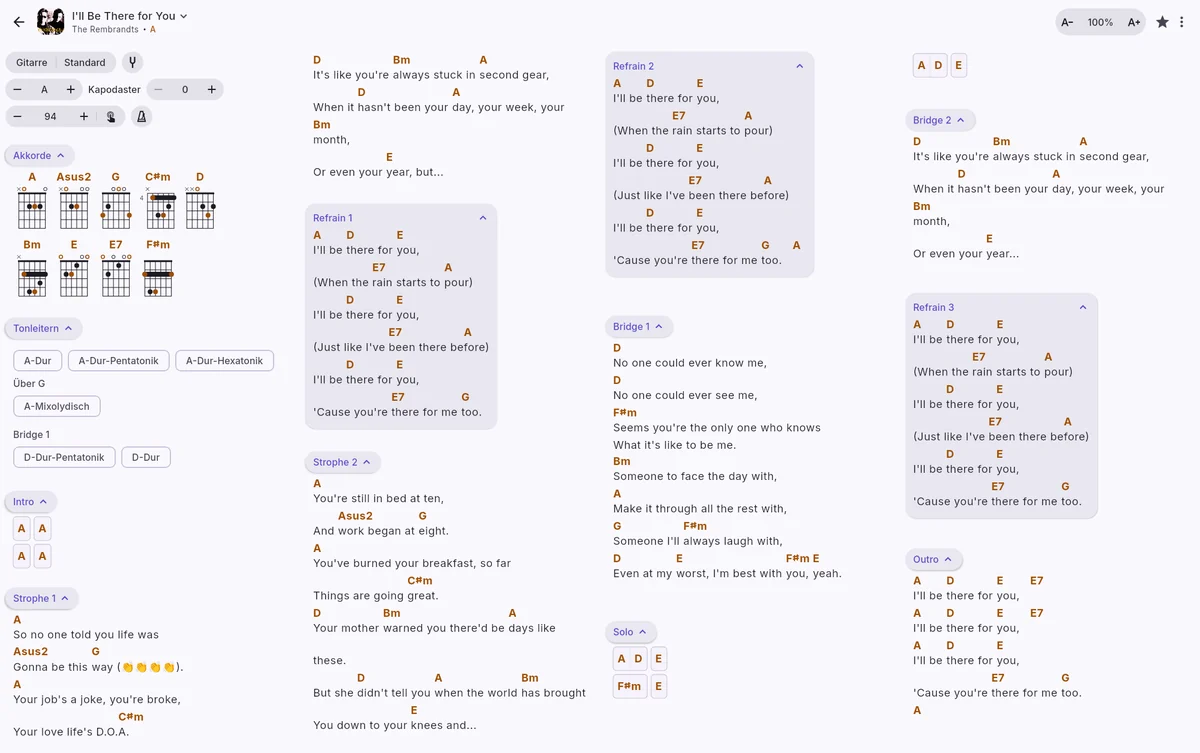 I'll Be There for You
The Rembrandts • A
A- 100% A+
Gitarre Standard
− A + Kapodaster − 0 +
− 94 +
Akkorde
A Asus2 G C#m D
4
Bm E E7 F#m
Tonleitern
A-Dur A-Dur-Pentatonik A-Dur-Hexatonik
Über G
A-Mixolydisch
Bridge 1
D-Dur-Pentatonik D-Dur
Intro
A A
A A
Strophe 1
A
So no one told you life was
Asus2 G
Gonna be this way (👏👏👏👏).
A
Your job's a joke, you're broke,
C#m
Your love life's D.O.A.
D Bm A
It's like you're always stuck in second gear,
D A
When it hasn't been your day, your week, your
Bm
month,
E
Or even your year, but...
Refrain 1
A D E
I'll be there for you,
E7 A
(When the rain starts to pour)
D E
I'll be there for you,
E7 A
(Just like I've been there before)
D E
I'll be there for you,
E7 G
'Cause you're there for me too.
Strophe 2
A
You're still in bed at ten,
Asus2 G
And work began at eight.
A
You've burned your breakfast, so far
C#m
Things are going great.
D Bm A
Your mother warned you there'd be days like
these.
D A Bm
But she didn't tell you when the world has brought
E
You down to your knees and...
Refrain 2
A D E
I'll be there for you,
E7 A
(When the rain starts to pour)
D E
I'll be there for you,
E7 A
(Just like I've been there before)
D E
I'll be there for you,
E7 G A
'Cause you're there for me too.
Bridge 1
D
No one could ever know me,
D
No one could ever see me,
F#m
Seems you're the only one who knows
What it's like to be me.
Bm
Someone to face the day with,
A
Make it through all the rest with,
G F#m
Someone I'll always laugh with,
D E F#m E
Even at my worst, I'm best with you, yeah.
Solo
A D E
F#m E
A D E
Bridge 2
D Bm A
It's like you're always stuck in second gear,
D A
When it hasn't been your day, your week, your
Bm
month,
E
Or even your year...
Refrain 3
A D E
I'll be there for you,
E7 A
(When the rain starts to pour)
D E
I'll be there for you,
E7 A
(Just like I've been there before)
D E
I'll be there for you,
E7 G
'Cause you're there for me too.
Outro
A D E E7
I'll be there for you,
A D E E7
I'll be there for you,
A D E
I'll be there for you,
E7 G
'Cause you're there for me too.
A